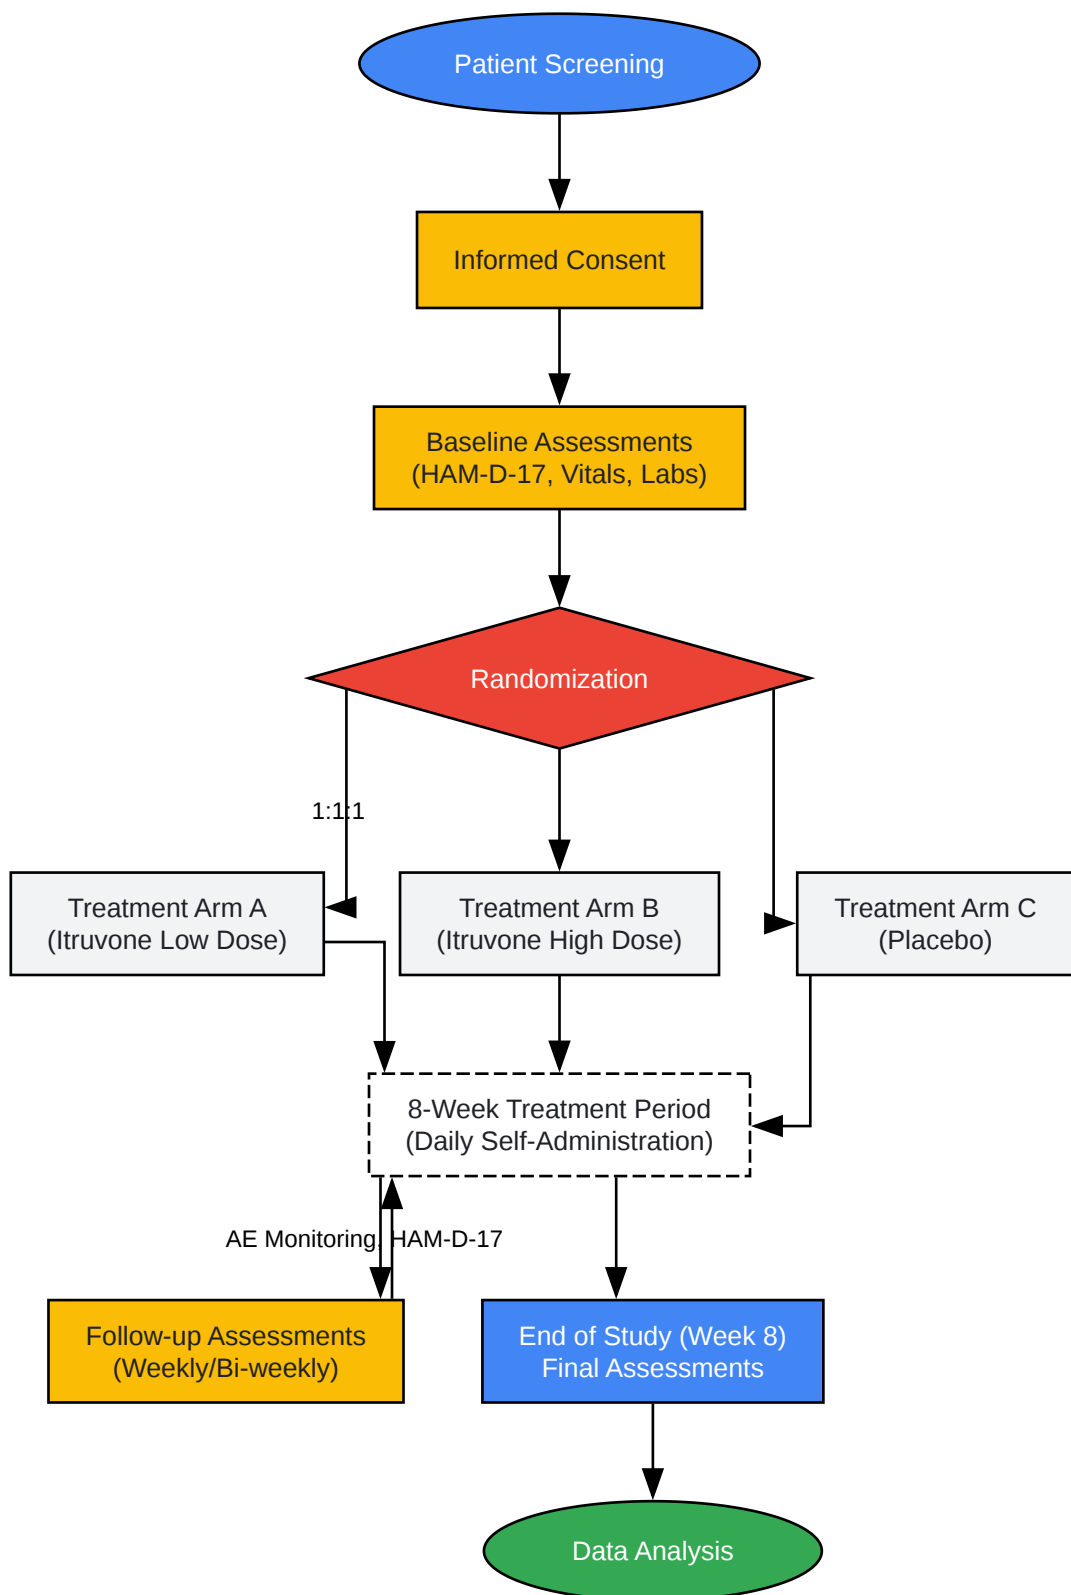 Patient Screening
Informed Consent
Baseline Assessments
(HAM-D-17, Vitals, Labs)
Randomization
1:1:1
Treatment Arm A
(Itruvone Low Dose)
Treatment Arm B
(Itruvone High Dose)
Treatment Arm C
(Placebo)
8-Week Treatment Period
(Daily Self-Administration)
AE Monitoring, HAM-D-17
Follow-up Assessments
(Weekly/Bi-weekly)
End of Study (Week 8)
Final Assessments
Data Analysis